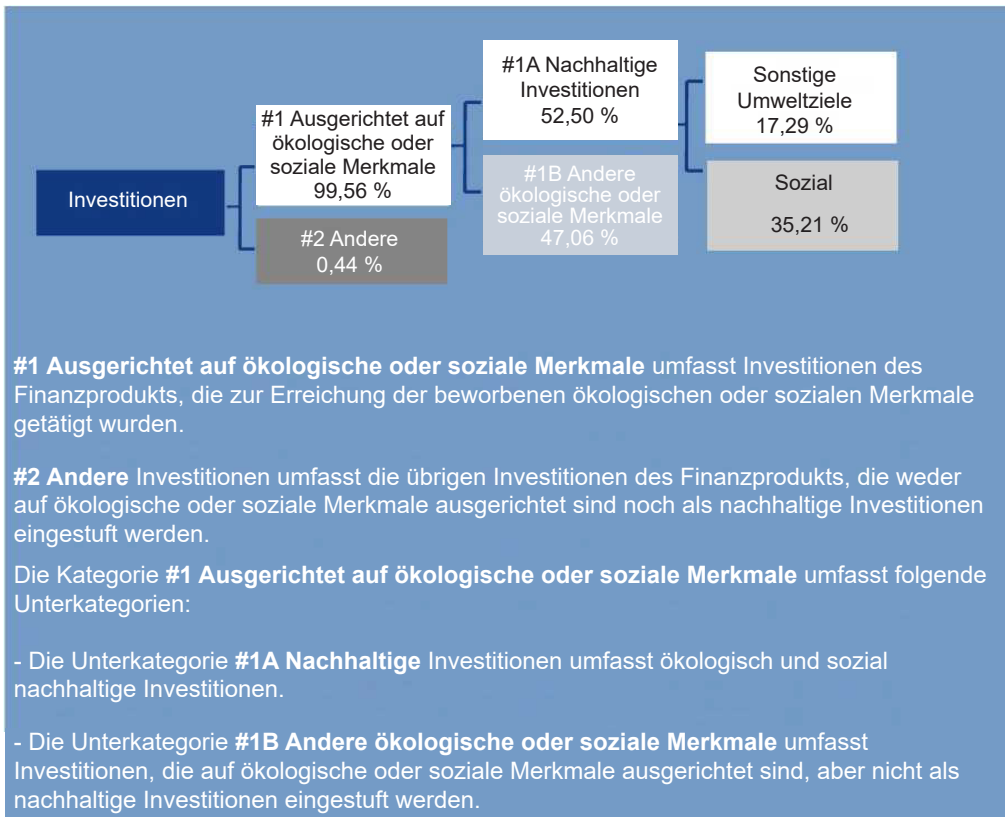 Investitionen
#1 Ausgerichtet auf
ökologische oder
soziale Merkmale
99,56 %
#2 Andere
0,44 %
#1A Nachhaltige
Investitionen
52,50 %
#1B Andere
ökologische oder
soziale Merkmale
47,06 %
Sonstige
Umweltziele
17,29 %
Sozial
35,21 %
#1 Ausgerichtet auf ökologische oder soziale Merkmale umfasst Investitionen des
Finanzprodukts, die zur Erreichung der beworbenen ökologischen oder sozialen Merkmale
getätigt wurden.
#2 Andere Investitionen umfasst die übrigen Investitionen des Finanzprodukts, die weder
auf ökologische oder soziale Merkmale ausgerichtet sind noch als nachhaltige Investitionen
eingestuft werden.
Die Kategorie #1 Ausgerichtet auf ökologische oder soziale Merkmale umfasst folgende
Unterkategorien:
- Die Unterkategorie #1A Nachhaltige Investitionen umfasst ökologisch und sozial
nachhaltige Investitionen.
- Die Unterkategorie #1B Andere ökologische oder soziale Merkmale umfasst
Investitionen, die auf ökologische oder soziale Merkmale ausgerichtet sind, aber nicht als
nachhaltige Investitionen eingestuft werden.